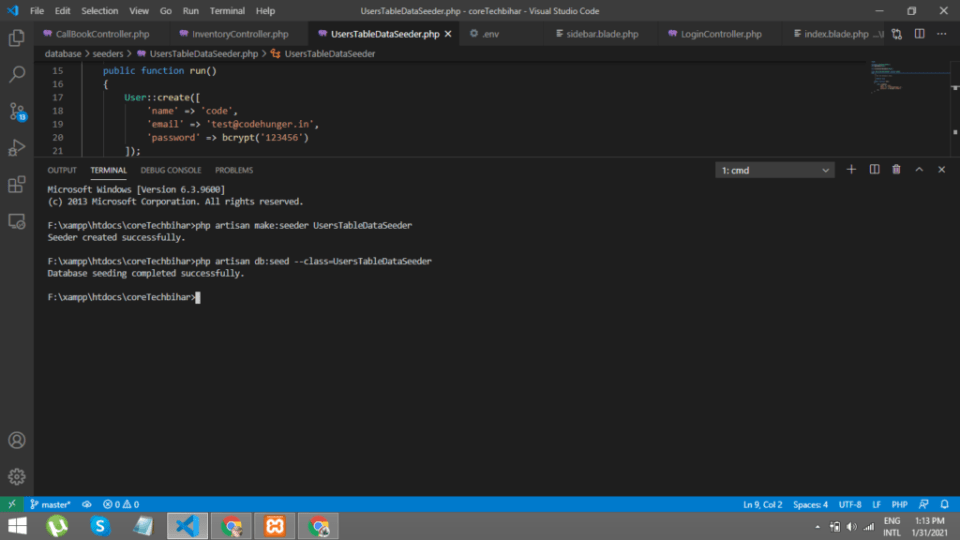 File Edit Selection View Go Run Terminal Help UsersTableDataSeeder.php - coreTechbihar - Visual Studio Code
CallBookController.php InventoryController.php UsersTableDataSeeder.php .env sidebar.blade.php LoginController.php index.blade.php
database > seeders > UsersTableDataSeeder.php > UsersTableDataSeeder
15 public function run()
16 {
17 User::create([
18 'name' => 'code',
19 'email' => 'test@codehunger.in',
20 'password' => bcrypt('123456')
21 ]);
13
OUTPUT TERMINAL DEBUG CONSOLE PROBLEMS 1: cmd
Microsoft Windows [Version 6.3.9600]
(c) 2013 Microsoft Corporation. All rights reserved.
F:\xampp\htdocs\coreTechbihar>php artisan make:seeder UsersTableDataSeeder
Seeder created successfully.
F:\xampp\htdocs\coreTechbihar>php artisan db:seed --class=UsersTableDataSeeder
Database seeding completed successfully.
F:\xampp\htdocs\coreTechbihar>
master* 0 0 Ln 9, Col 2 Spaces: 4 UTF-8 LF PHP
ENG 1:13 PM
INTL 1/31/2021